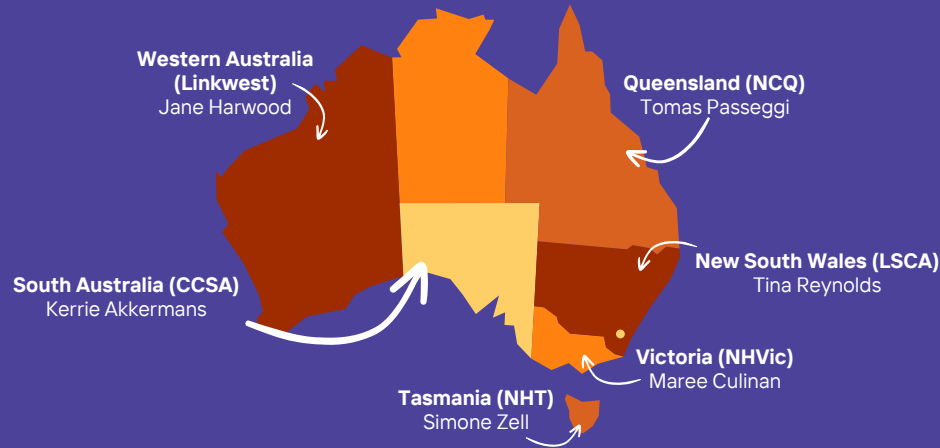 Western Australia
(Linkwest)
Jane Harwood
Queensland (NCQ)
Tomas Passeggi
South Australia (CCSA)
Kerrie Akkermans
New South Wales (LSCA)
Tina Reynolds
Victoria (NHVic)
Maree Culinan
Tasmania (NHT)
Simone Zell